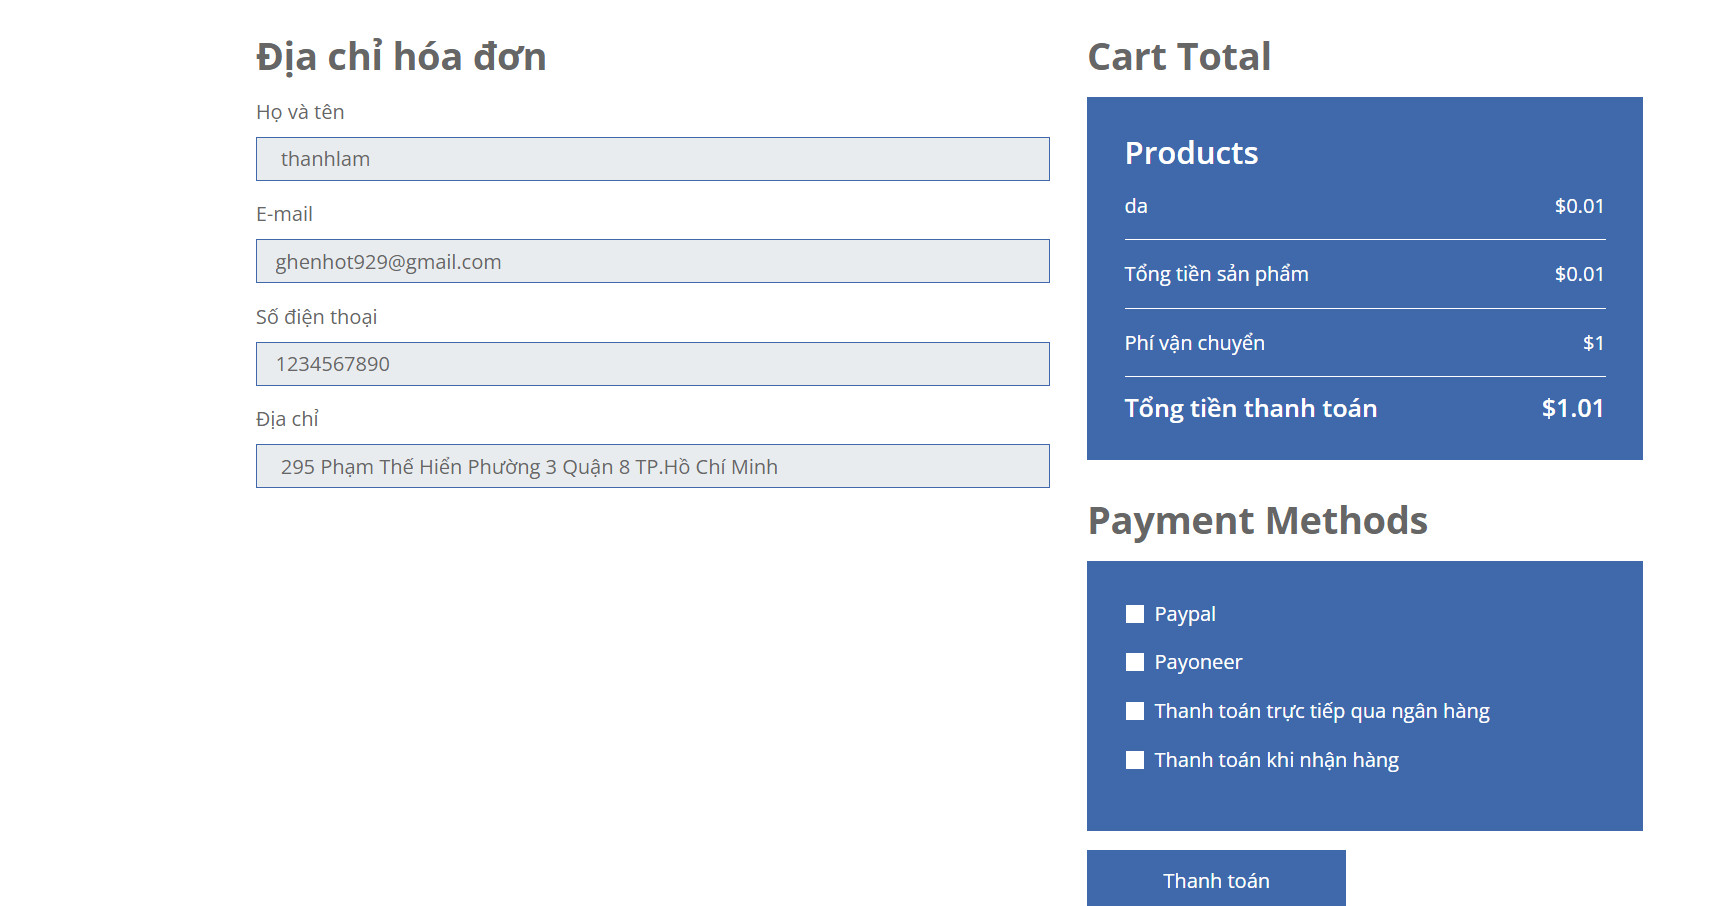 Địa chỉ hóa đơn
Họ và tên
thanhlam
E-mail
ghenhot929@gmail.com
Số điện thoại
1234567890
Địa chỉ
295 Phạm Thế Hiển Phường 3 Quận 8 TP.Hồ Chí Minh
Cart Total
Products
da $0.01
Tổng tiền sản phẩm $0.01
Phí vận chuyển $1
Tổng tiền thanh toán $1.01
Payment Methods
Paypal
Payoneer
Thanh toán trực tiếp qua ngân hàng
Thanh toán khi nhận hàng
Thanh toán